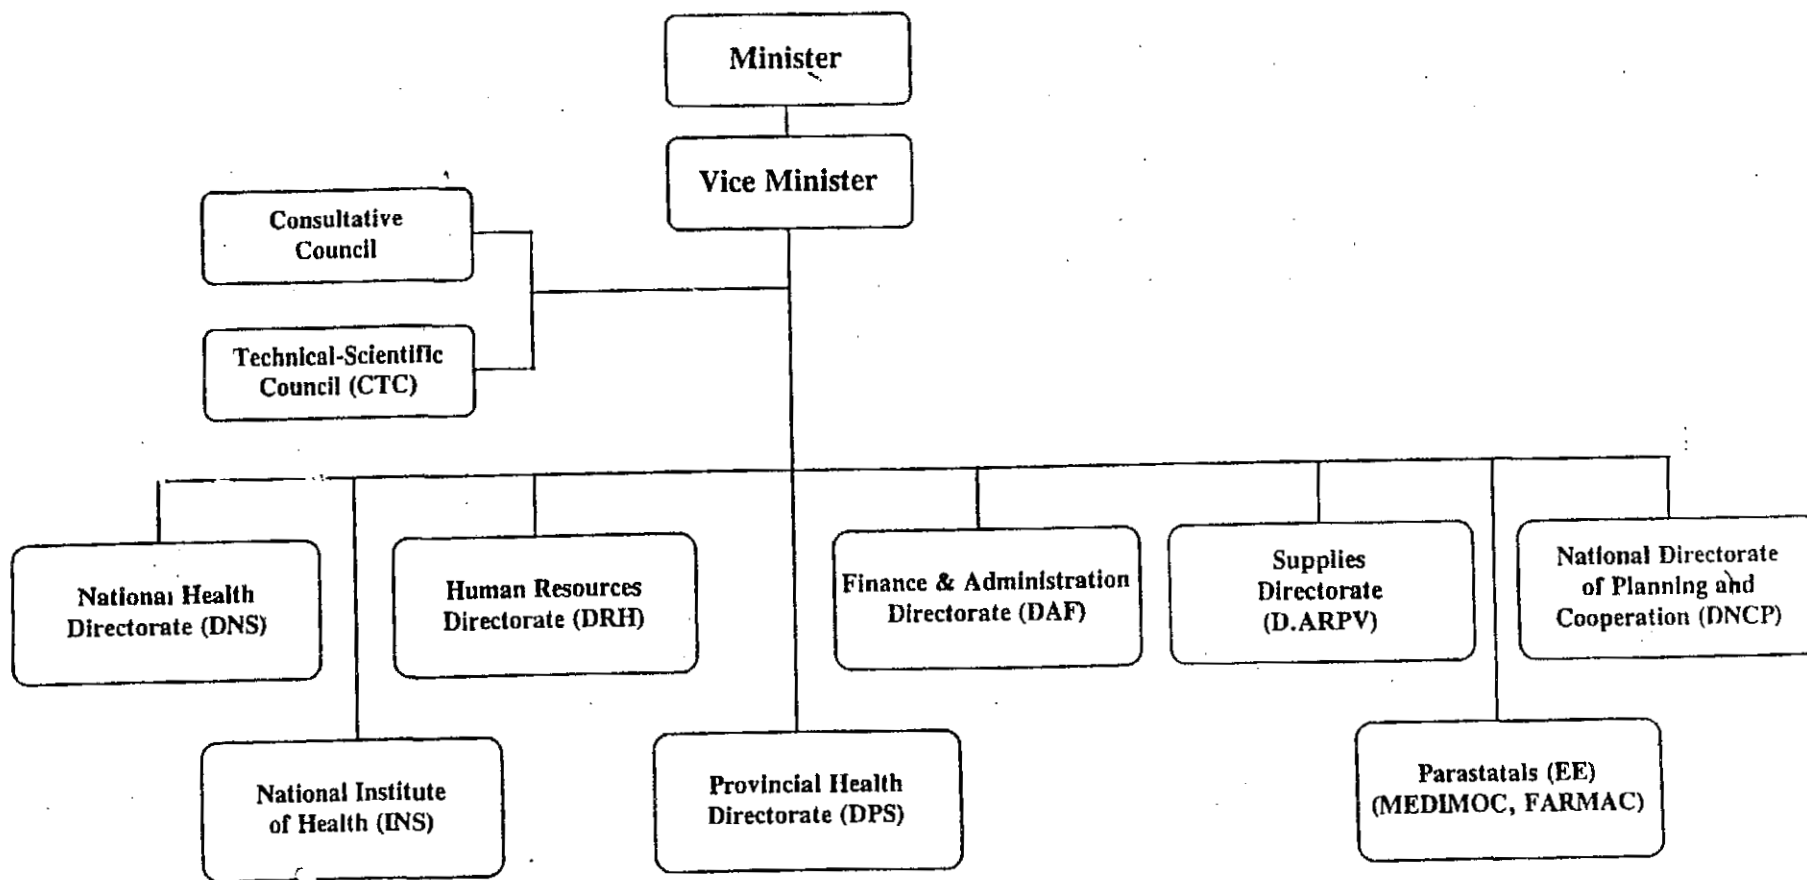 Minister
Vice Minister
Consultative
Council
Technical-Scientific
Council (CTC)
National Health
Directorate (DNS)
Human Resources
Directorate (DRH)
Finance & Administration
Directorate (DAF)
Supplies
Directorate
(D.ARPV)
National Directorate
of Planning and
Cooperation (DNCP)
National Institute
of Health (INS)
Provincial Health
Directorate (DPS)
Parastatals (EE)
(MEDIMOC, FARMAC)